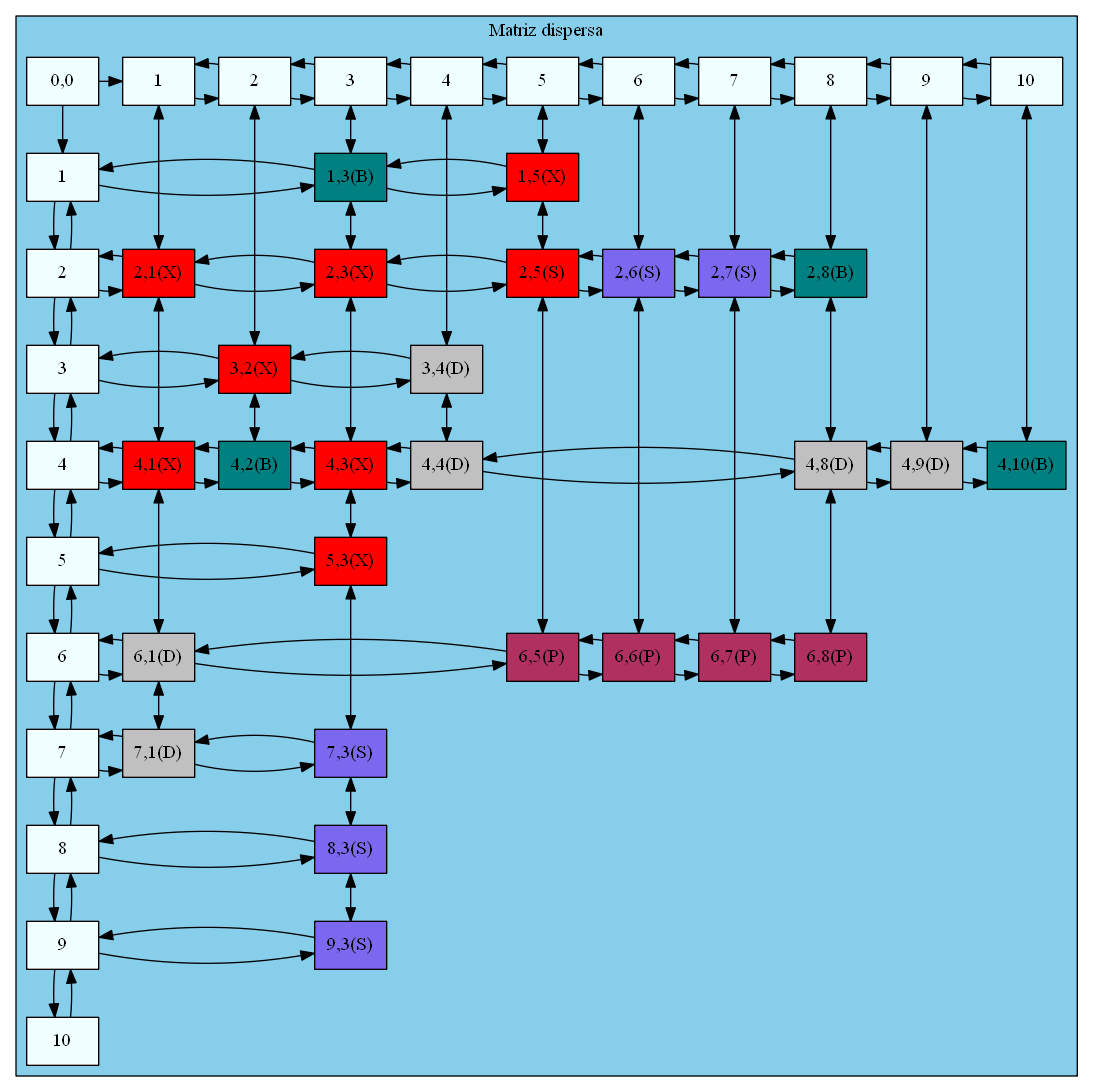 Matriz dispersa
0,0 1 2 3 4 5 6 7 8 9 10
1 1,3(B) 1,5(X)
2 2,1(X) 2,3(X) 2,5(S) 2,6(S) 2,7(S) 2,8(B)
3 3,2(X) 3,4(D)
4 4,1(X) 4,2(B) 4,3(X) 4,4(D) 4,8(D) 4,9(D) 4,10(B)
5 5,3(X)
6 6,1(D) 6,5(P) 6,6(P) 6,7(P) 6,8(P)
7 7,1(D) 7,3(S)
8 8,3(S)
9 9,3(S)
10